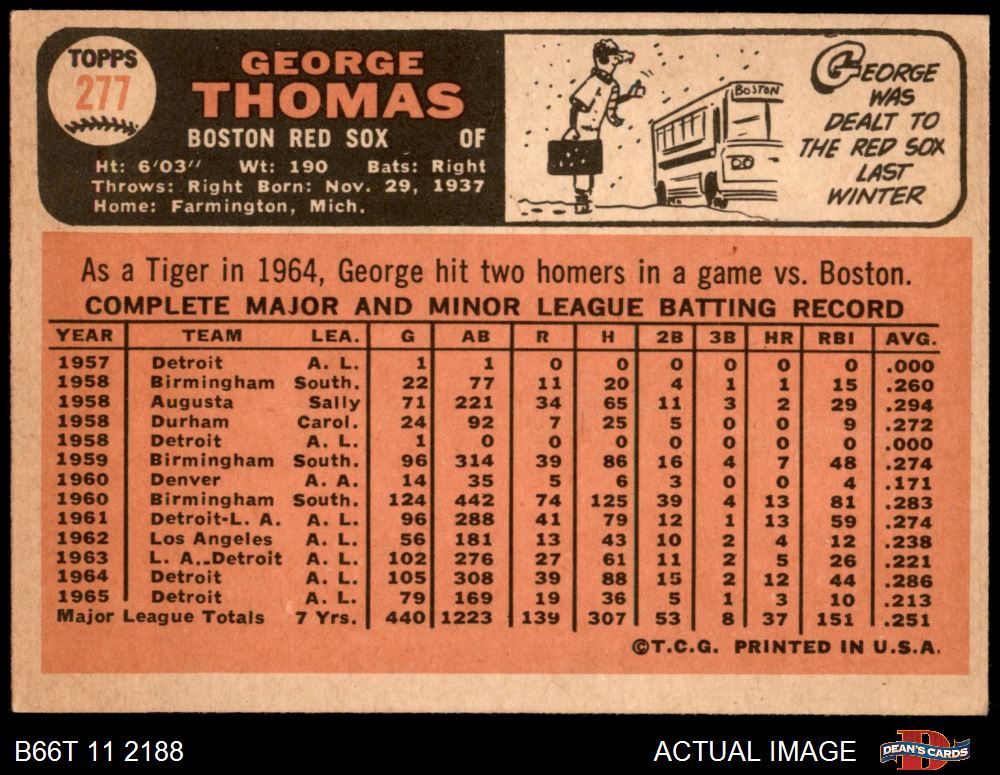 TOPPS
277
GEORGE
THOMAS
BOSTON RED SOX OF
Ht: 6'03" Wt: 190 Bats: Right
Throws: Right Born: Nov. 29, 1937
Home: Farmington, Mich.
BOSTON
GEORGE
WAS
DEALT TO
THE RED SOX
LAST
WINTER
As a Tiger in 1964, George hit two homers in a game vs. Boston.
COMPLETE MAJOR AND MINOR LEAGUE BATTING RECORD
YEAR TEAM LEA. G AB R H 2B 3B HR RBI AVG.
1957 Detroit A. L. 1 1 0 0 0 0 0 0 .000
1958 Birmingham South. 22 77 11 20 4 1 1 15 .260
1958 Augusta Sally 71 221 34 65 11 3 2 29 .294
1958 Durham Carol. 24 92 7 25 5 0 0 9 .272
1958 Detroit A. L. 1 0 0 0 0 0 0 0 .000
1959 Birmingham South. 96 314 39 86 16 4 7 48 .274
1960 Denver A. A. 14 35 5 6 3 0 0 4 .171
1960 Birmingham South. 124 442 74 125 39 4 13 81 .283
1961 Detroit-L. A. A. L. 96 288 41 79 12 1 13 59 .274
1962 Los Angeles A. L. 56 181 13 43 10 2 4 12 .238
1963 L. A.-Detroit A. L. 102 276 27 61 11 2 5 26 .221
1964 Detroit A. L. 105 308 39 88 15 2 12 44 .286
1965 Detroit A. L. 79 169 19 36 5 1 3 10 .213
Major League Totals 7 Yrs. 440 1223 139 307 53 8 37 151 .251
©T.C.G. PRINTED IN U.S.A.
B66T 11 2188 ACTUAL IMAGE DEAN'S CARDS